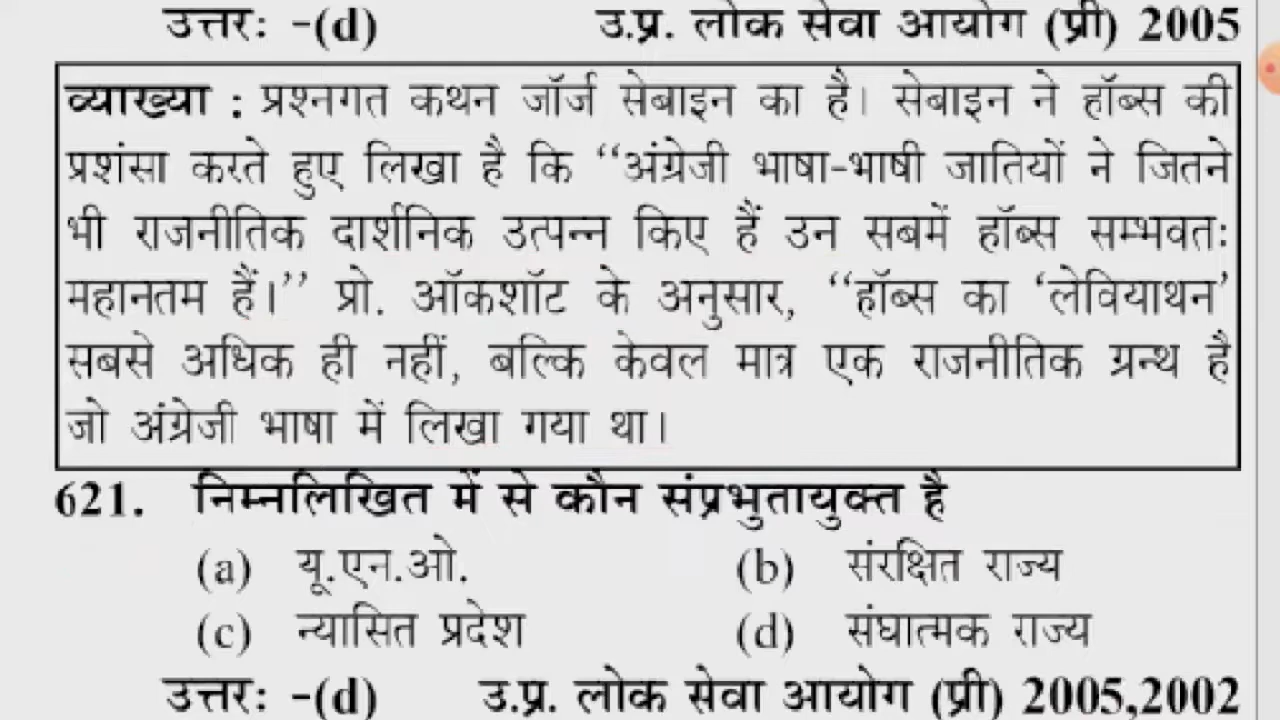 उत्तरः -(d) उ.प्र. लोक सेवा आयोग (प्री) 2005
व्याख्या : प्रश्नगत कथन जॉर्ज सेबाइन का है। सेबाइन ने हॉब्स की
प्रशंसा करते हुए लिखा है कि ‘‘अंग्रेजी भाषा-भाषी जातियों ने जितने
भी राजनीतिक दार्शनिक उत्पन्न किए हैं उन सबमें हॉब्स सम्भवतः
महानतम हैं।’’ प्रो. ऑकशॉट के अनुसार, ‘‘हॉब्स का ‘लेवियाथन’
सबसे अधिक ही नहीं, बल्कि केवल मात्र एक राजनीतिक ग्रन्थ है
जो अंग्रेजी भाषा में लिखा गया था।
621. निम्नलिखित में से कौन संप्रभुतायुक्त है
(a) यू.एन.ओ. (b) संरक्षित राज्य
(c) न्यासित प्रदेश (d) संघात्मक राज्य
उत्तरः -(d) उ.प्र. लोक सेवा आयोग (प्री) 2005,2002